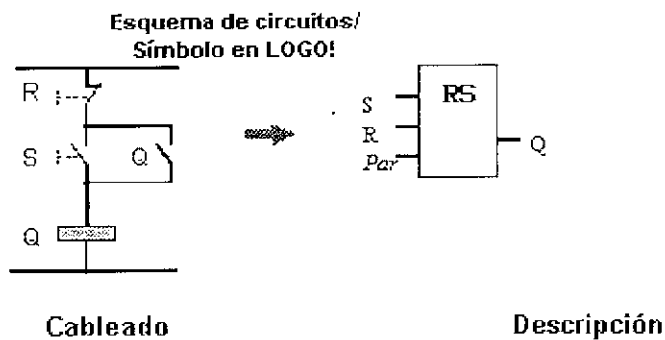 Esquema de circuitos/
Símbolo en LOGO!
R
S
Q
Q
S
R
Par
RS
Q
Cableado
Descripción